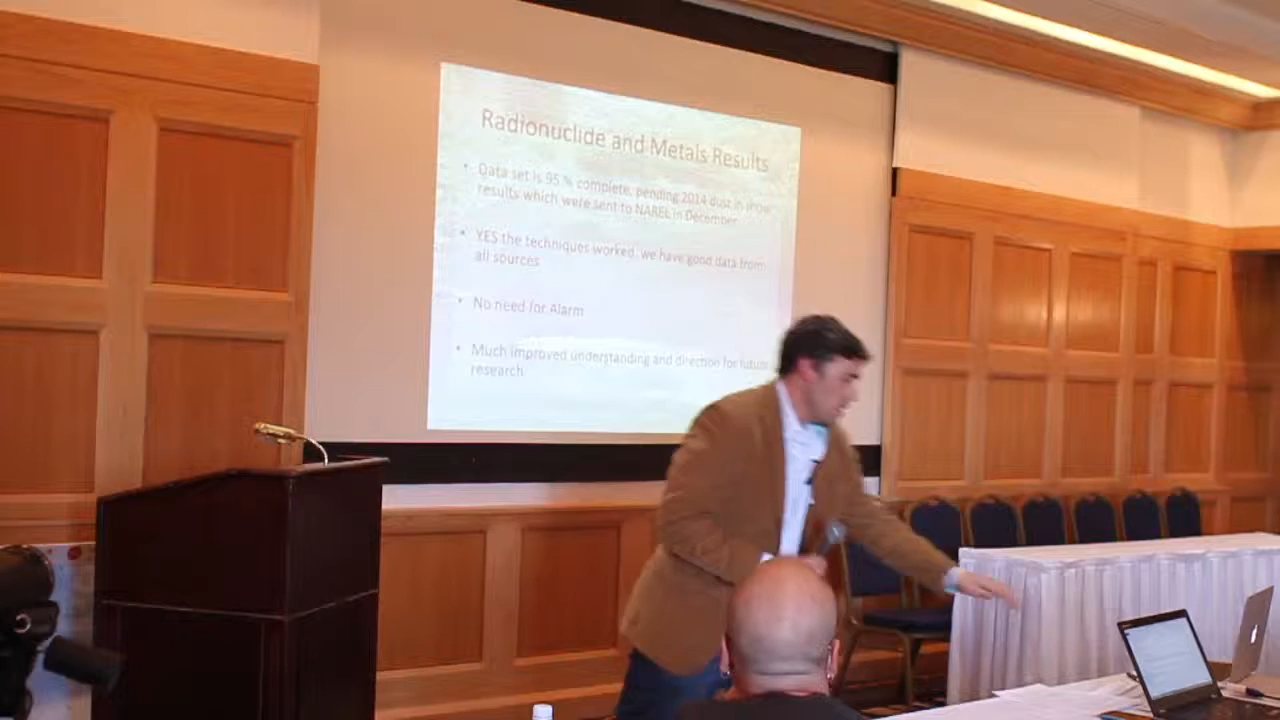 Radionuclide and Metals Results
• Data set is 95 % complete, pending 2014 dust in snow
results which were sent to NAREL in December
• YES the techniques worked, we have good data from
all sources
• No need for Alarm
• Much improved understanding and direction for future
research